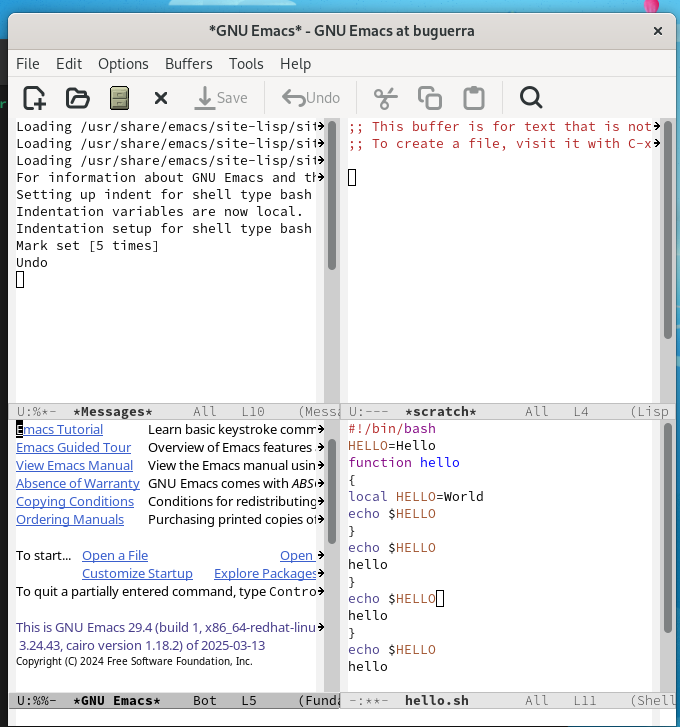 *GNU Emacs* - GNU Emacs at buguerra
File Edit Options Buffers Tools Help
Save Undo
Loading /usr/share/emacs/site-lisp/sit
Loading /usr/share/emacs/site-lisp/sit
Loading /usr/share/emacs/site-lisp/sit
For information about GNU Emacs and th
Setting up indent for shell type bash
Indentation variables are now local.
Indentation setup for shell type bash
Mark set [5 times]
Undo
U:%*-  *Messages*     All   L10    (Messa
;; This buffer is for text that is not
;; To create a file, visit it with C-x
U:---  *scratch*      All   L4     (Lisp
Emacs Tutorial Learn basic keystroke comm
Emacs Guided Tour Overview of Emacs features
View Emacs Manual View the Emacs manual usin
Absence of Warranty GNU Emacs comes with ABS
Copying Conditions Conditions for redistributing
Ordering Manuals Purchasing printed copies o
To start... Open a File Open
Customize Startup Explore Packages
To quit a partially entered command, type Contro
This is GNU Emacs 29.4 (build 1, x86_64-redhat-linu
3.24.43, cairo version 1.18.2) of 2025-03-13
Copyright (C) 2024 Free Software Foundation, Inc.
U:%%-  *GNU Emacs*    Bot   L5     (Funda
#!/bin/bash
HELLO=Hello
function hello
{
local HELLO=World
echo $HELLO
}
echo $HELLO
hello
}
echo $HELLO
hello
}
echo $HELLO
hello
-:**-  hello.sh       All   L11    (Shell